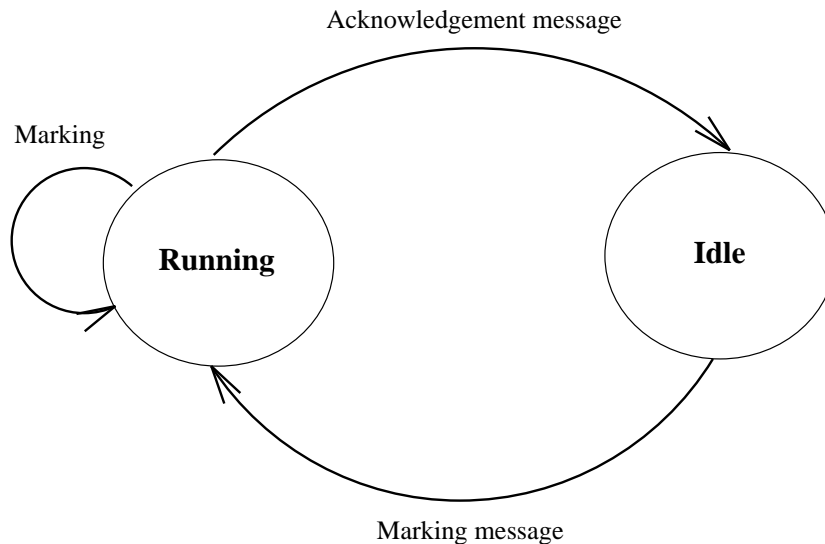 Acknowledgement message
Marking
Running
Idle
Marking message